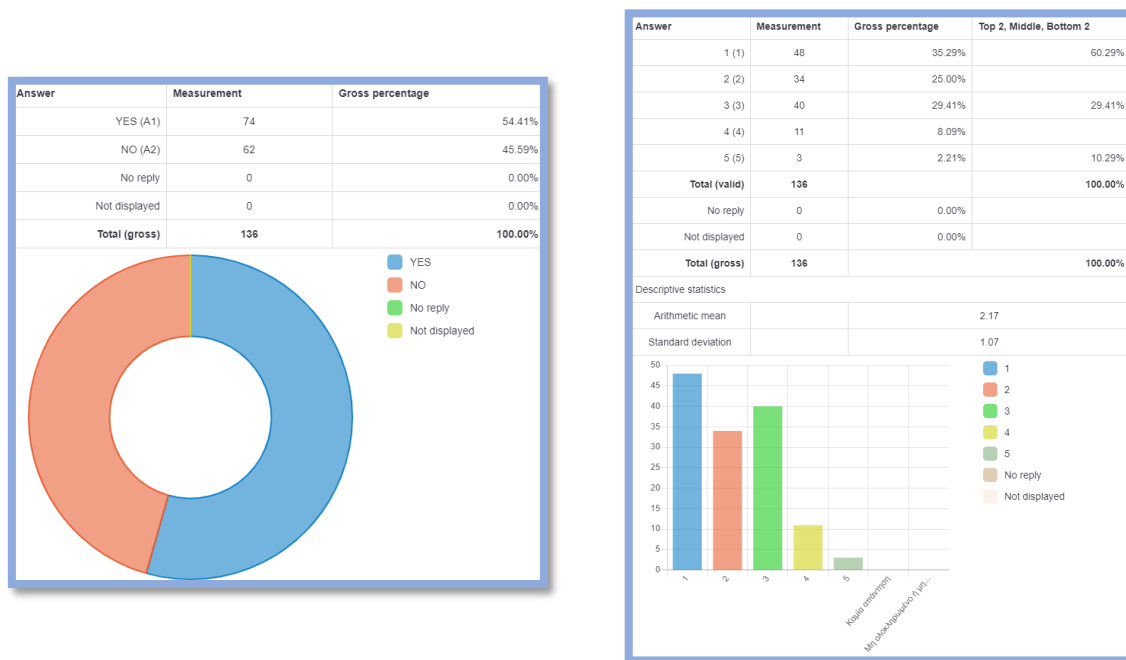 Answer Measurement Gross percentage
YES (A1) 74 54.41%
NO (A2) 62 45.59%
No reply 0 0.00%
Not displayed 0 0.00%
Total (gross) 136 100.00%
YES
NO
No reply
Not displayed
Answer Measurement Gross percentage Top 2, Middle, Bottom 2
1 (1) 48 35.29% 60.29%
2 (2) 34 25.00%
3 (3) 40 29.41% 29.41%
4 (4) 11 8.09%
5 (5) 3 2.21% 10.29%
Total (valid) 136 100.00%
No reply 0 0.00%
Not displayed 0 0.00%
Total (gross) 136 100.00%
Descriptive statistics
Arithmetic mean 2.17
Standard deviation 1.07
50
45
40
35
30
25
20
15
10
5
0
1
2
3
4
5
Καμία απάντηση
Μη ολοκληρωμένο ή μη...
1
2
3
4
5
No reply
Not displayed